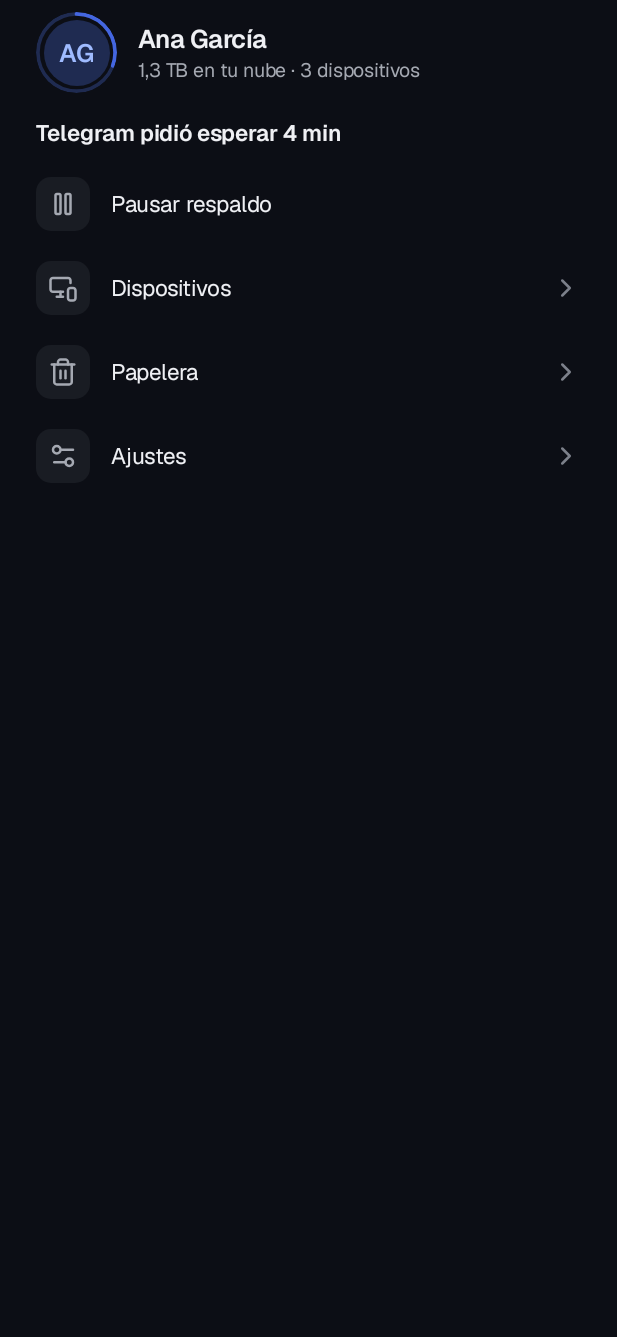 AG
Ana García
1,3 TB en tu nube · 3 dispositivos
Telegram pidió esperar 4 min
Pausar respaldo
Dispositivos
Papelera
Ajustes